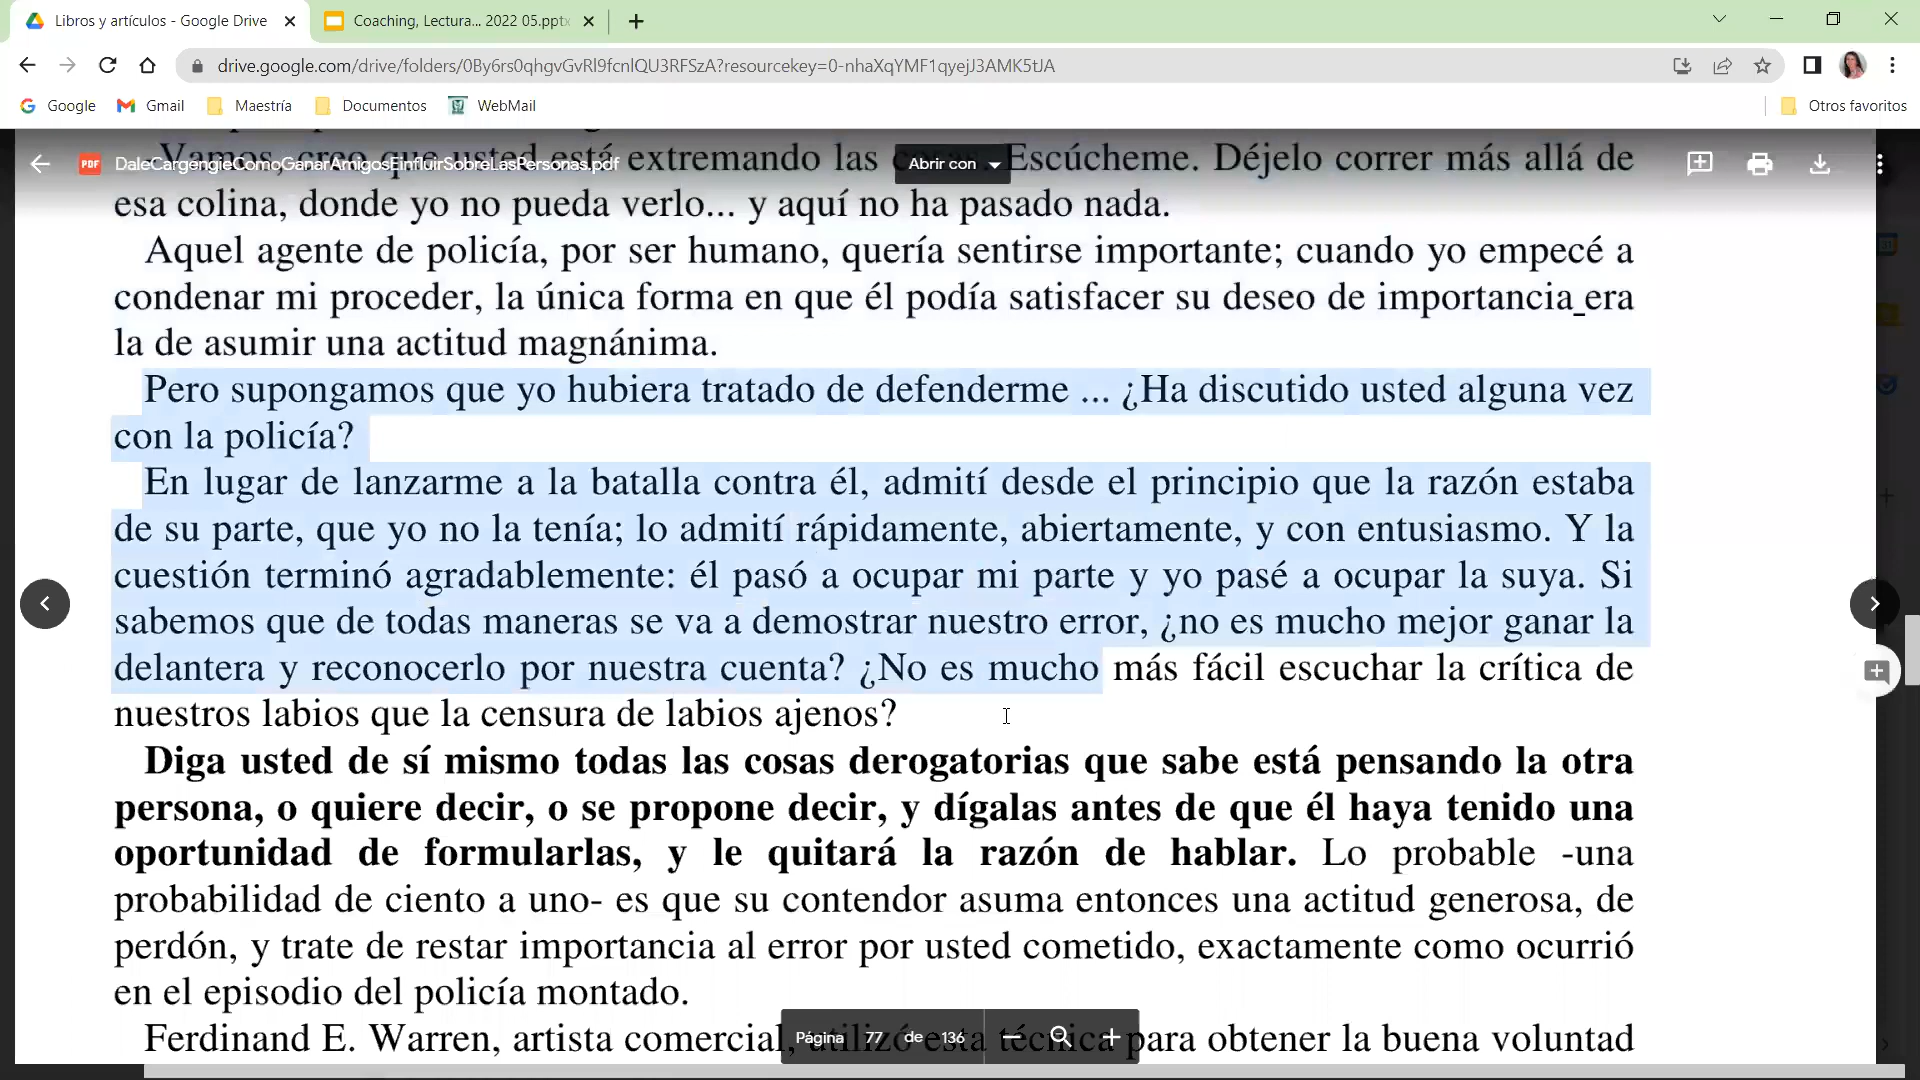 Libros y artículos - Google Drive
Coaching, Lectura... 2022 05.pptx
drive.google.com/drive/folders/0By6rs0qhgvGvRl9fcnlQU3RFSzA?resourcekey=0-nhaXqYMF1qyejJ3AMK5tJA
Google Gmail Maestría Documentos WebMail Otros favoritos
PDF DaleCargengieComoGanarAmigosEinfluirSobreLasPersonas.pdf Abrir con
-Vamos, creo que usted está extremando las Escúcheme. Déjelo correr más allá de
esa colina, donde yo no pueda verlo... y aquí no ha pasado nada.
Aquel agente de policía, por ser humano, quería sentirse importante; cuando yo empecé a
condenar mi proceder, la única forma en que él podía satisfacer su deseo de importancia_era
la de asumir una actitud magnánima.
Pero supongamos que yo hubiera tratado de defenderme ... ¿Ha discutido usted alguna vez
con la policía?
En lugar de lanzarme a la batalla contra él, admití desde el principio que la razón estaba
de su parte, que yo no la tenía; lo admití rápidamente, abiertamente, y con entusiasmo. Y la
cuestión terminó agradablemente: él pasó a ocupar mi parte y yo pasé a ocupar la suya. Si
sabemos que de todas maneras se va a demostrar nuestro error, ¿no es mucho mejor ganar la
delantera y reconocerlo por nuestra cuenta? ¿No es mucho más fácil escuchar la crítica de
nuestros labios que la censura de labios ajenos?
Diga usted de sí mismo todas las cosas derogatorias que sabe está pensando la otra
persona, o quiere decir, o se propone decir, y dígalas antes de que él haya tenido una
oportunidad de formularlas, y le quitará la razón de hablar. Lo probable -una
probabilidad de ciento a uno- es que su contendor asuma entonces una actitud generosa, de
perdón, y trate de restar importancia al error por usted cometido, exactamente como ocurrió
en el episodio del policía montado.
Ferdinand E. Warren, artista comercial, utilizó esta técnica para obtener la buena voluntad
Página 77 de 136